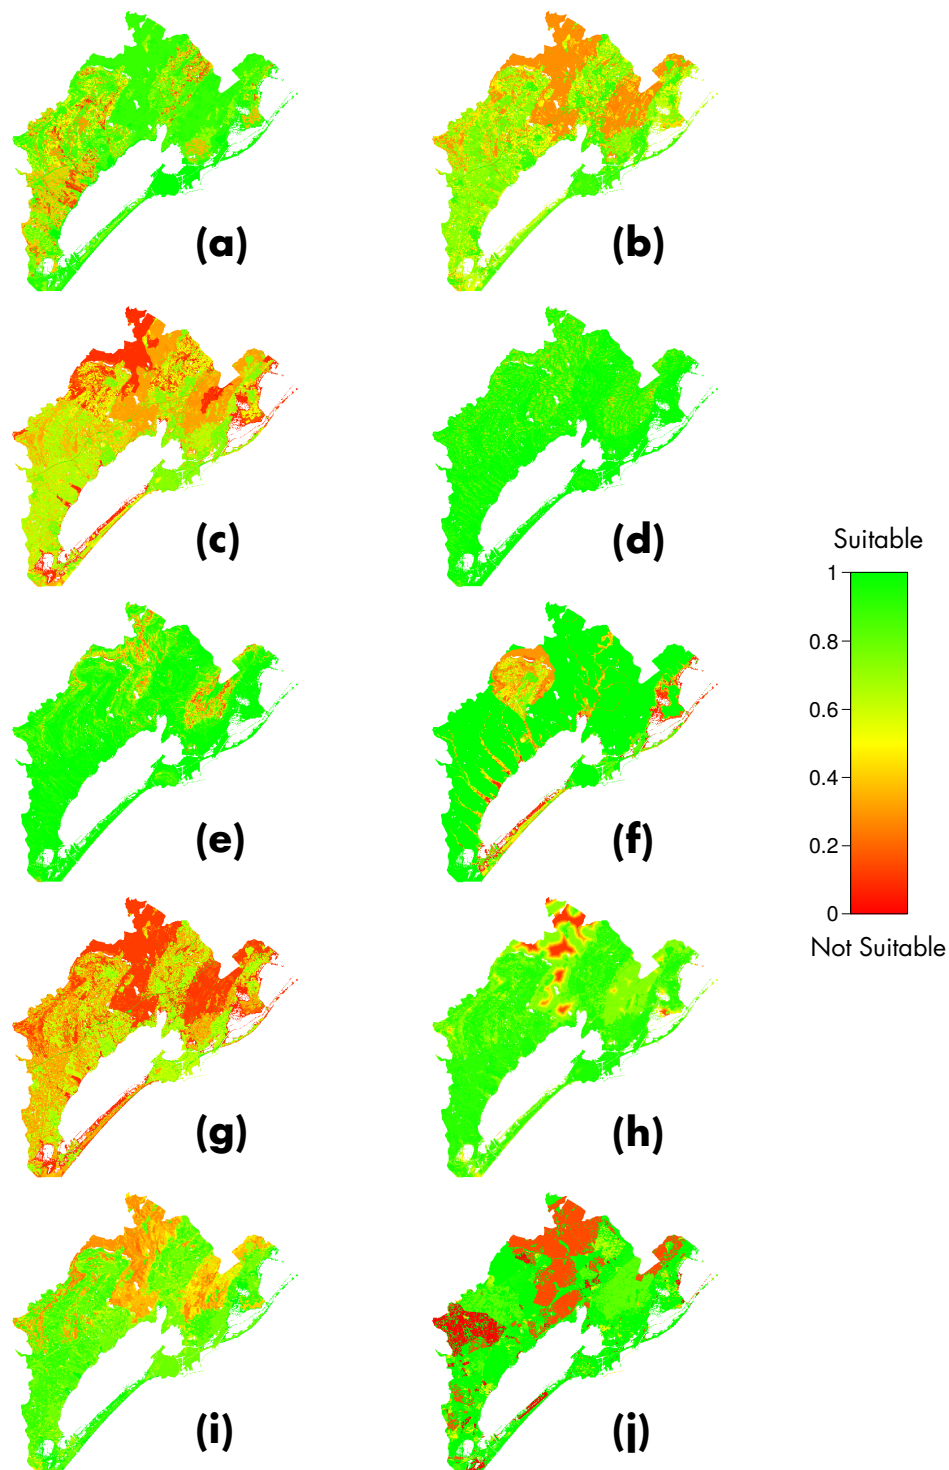 (a)
(b)
(c)
(d)
Suitable
1
0.8
(e)
(f)
0.6
0.4
0.2
0
Not Suitable
(g)
(h)
(i)
(j)